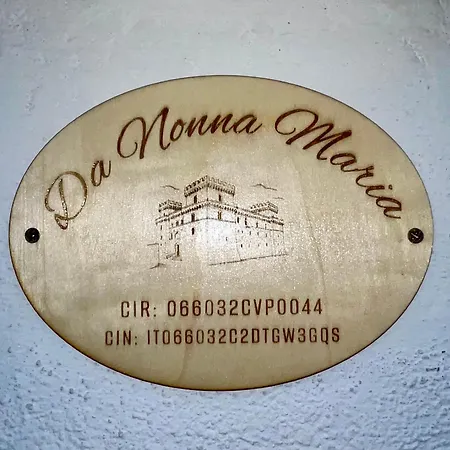 Da Nonna Maria
CIR: 066032CVP0044
CIN: IT066032C2DTGW3GQS